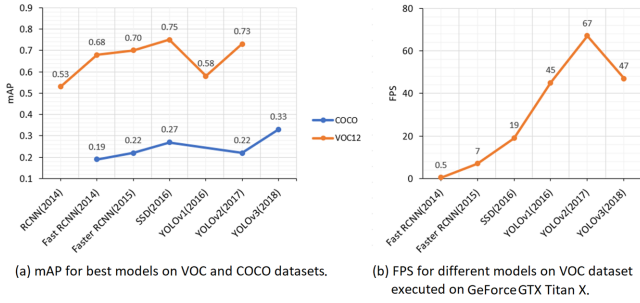 0.9
0.8
0.7
0.6
0.5
0.4
0.3
0.2
0.1
mAP
0.53
0.68
0.70
0.75
0.58
0.73
0.19
0.22
0.27
0.22
0.33
RCNN(2014)
Fast RCNN(2014)
Faster RCNN(2015)
SSD(2016)
YOLOv1(2016)
YOLOv2(2017)
YOLOv3(2018)
COCO
VOC12
(a) mAP for best models on VOC and COCO datasets.
80
60
40
20
0
FPS
0.5
7
19
45
67
47
Fast RCNN(2014)
Faster RCNN(2015)
SSD(2016)
YOLOv1(2016)
YOLOv2(2017)
YOLOv3(2018)
(b) FPS for different models on VOC dataset
executed on GeForce GTX Titan X.